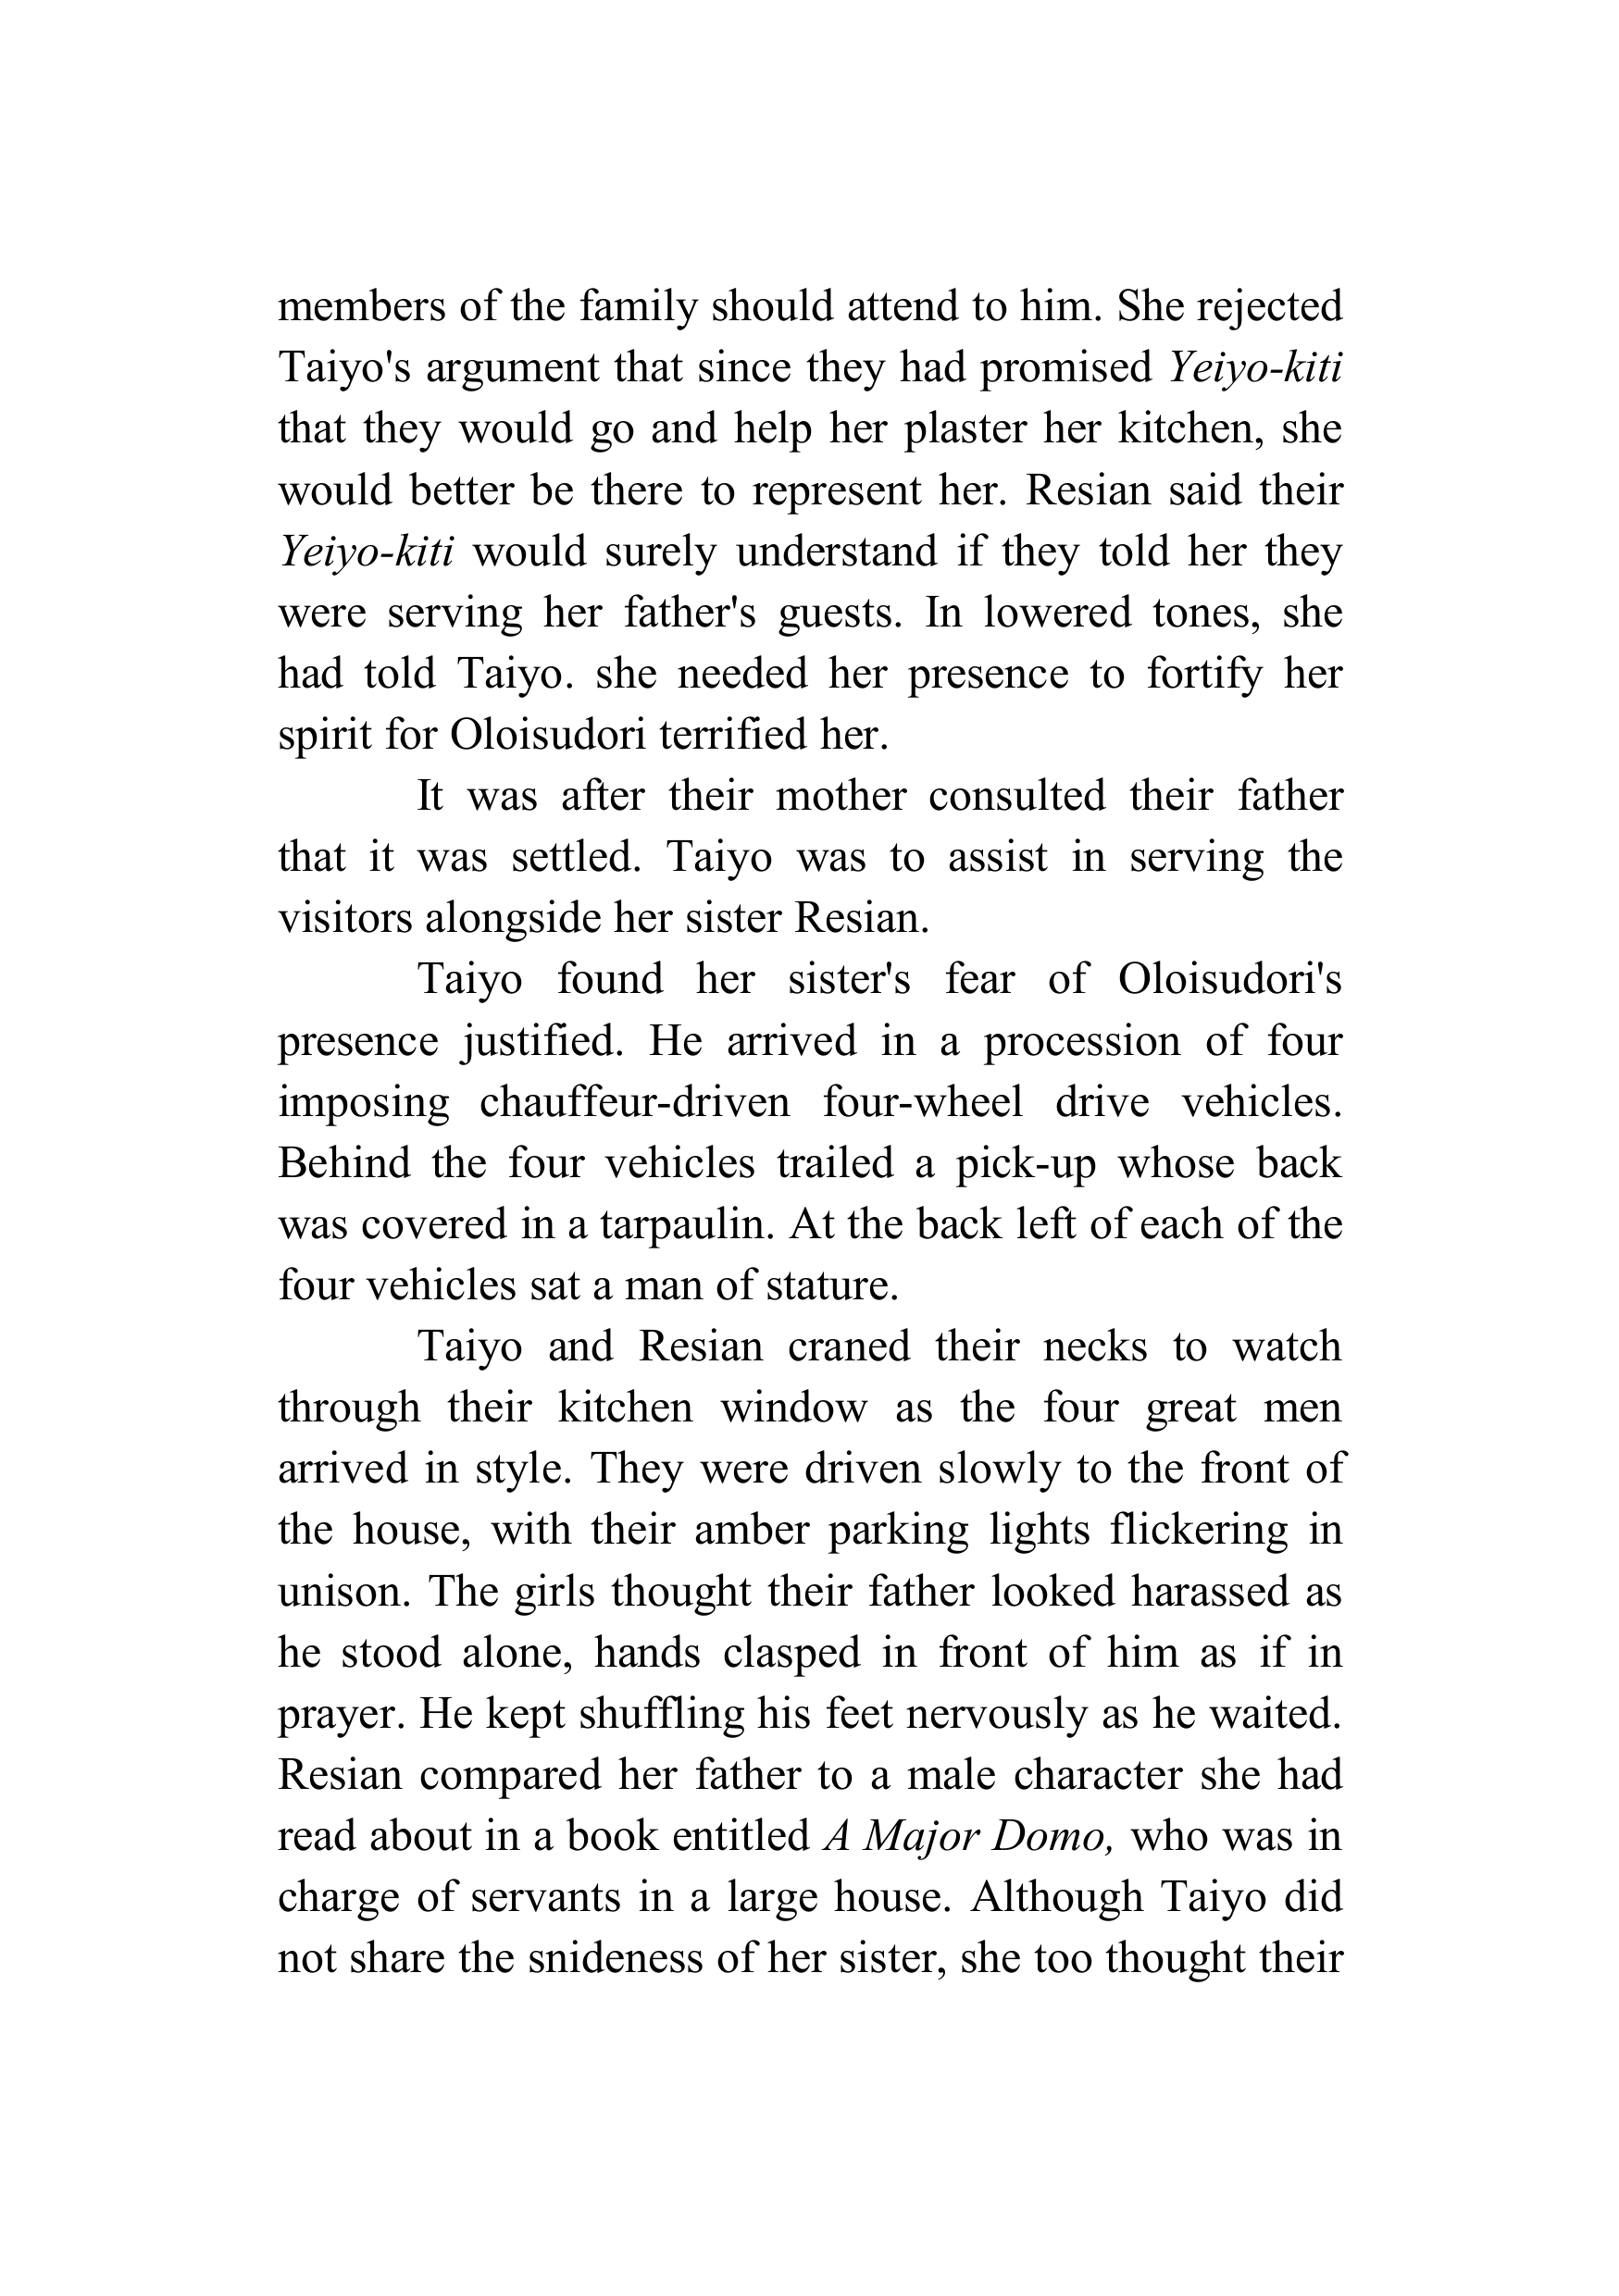 members of the family should attend to him. She rejected
Taiyo's argument that since they had promised Yeiyo-kiti
that they would go and help her plaster her kitchen, she
would better be there to represent her. Resian said their
Yeiyo-kiti would surely understand if they told her they
were serving her father's guests. In lowered tones, she
had told Taiyo. she needed her presence to fortify her
spirit for Oloisudori terrified her.
It was after their mother consulted their father
that it was settled. Taiyo was to assist in serving the
visitors alongside her sister Resian.
Taiyo found her sister's fear of Oloisudori's
presence justified. He arrived in a procession of four
imposing chauffeur-driven four-wheel drive vehicles.
Behind the four vehicles trailed a pick-up whose back
was covered in a tarpaulin. At the back left of each of the
four vehicles sat a man of stature.
Taiyo and Resian craned their necks to watch
through their kitchen window as the four great men
arrived in style. They were driven slowly to the front of
the house, with their amber parking lights flickering in
unison. The girls thought their father looked harassed as
he stood alone, hands clasped in front of him as if in
prayer. He kept shuffling his feet nervously as he waited.
Resian compared her father to a male character she had
read about in a book entitled A Major Domo, who was in
charge of servants in a large house. Although Taiyo did
not share the snideness of her sister, she too thought their